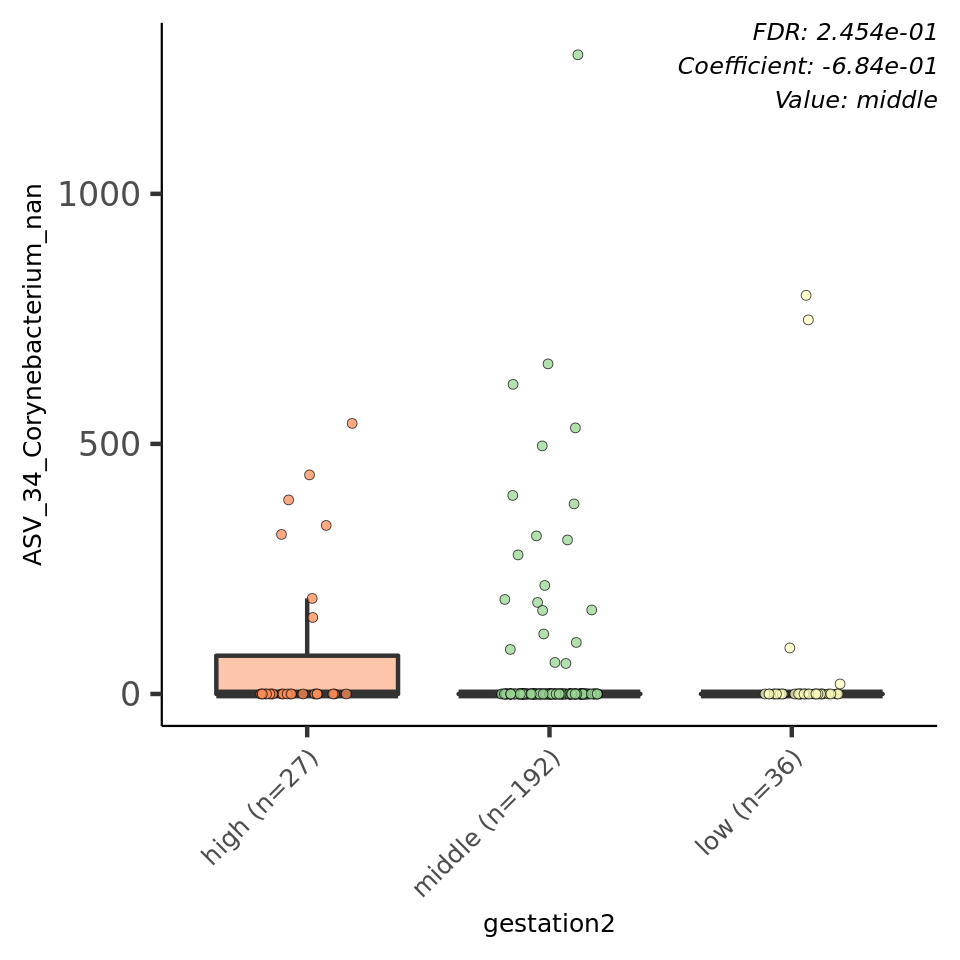 FDR: 2.454e-01
Coefficient: -6.84e-01
Value: middle
ASV_34_Corynebacterium_nan
1000
500
0
high (n=27)
middle (n=192)
low (n=36)
gestation2